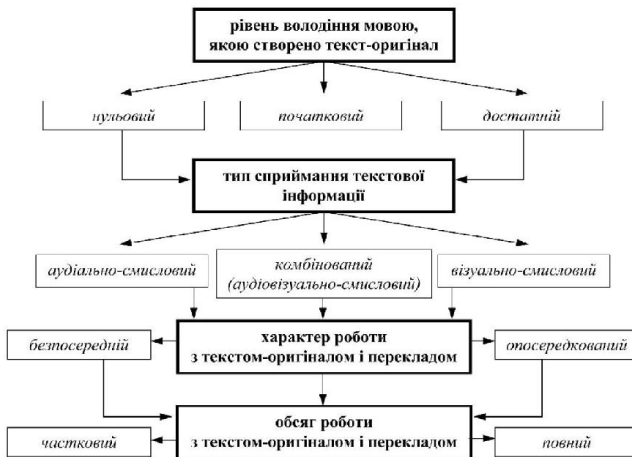 рівень володіння мовою,
якою створено текст-оригінал
нульовий
початковий
достатній
тип сприймання текстової
інформації
аудіально-смисловий
комбінований
(аудіовізуально-смисловий)
візуально-смисловий
характер роботи
з текстом-оригіналом і перекладом
безпосередній
опосередкований
обсяг роботи
з текстом-оригіналом і перекладом
частковий
повний